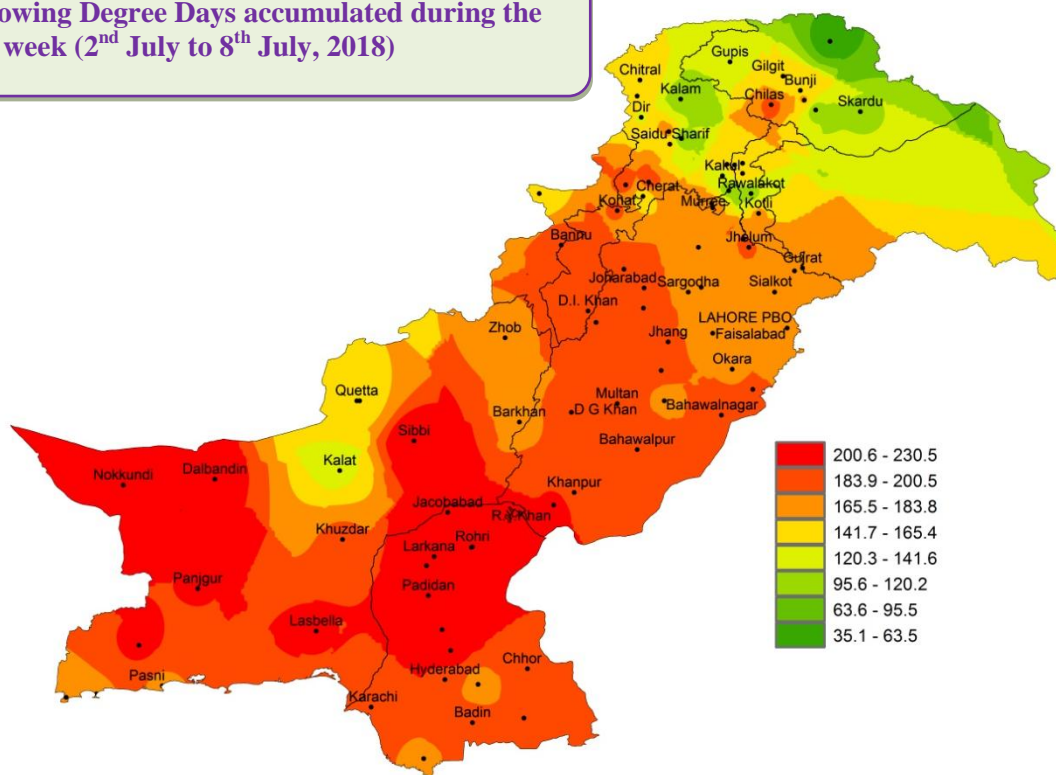 owing Degree Days accumulated during the
week (2nd July to 8th July, 2018)
Gupis
Gilgit
Chitral
Bunji
Kalam
Chilas
Skardu
Dir
Saidu Sharif
Kakul
Rawalakot
Cherat
Kohat
Murree
Kotli
Bannu
Jhelum
Gujrat
Joharabad
Sargodha
Sialkot
D.I. Khan
LAHORE PBO
Zhob
Jhang
Faisalabad
Okara
Quetta
Multan
Barkhan
D G Khan
Bahawalnagar
Sibbi
Bahawalpur
Kalat
Nokkundi
Dalbandin
Khanpur
Jacobabad
R.Y.Khan
Khuzdar
Rohri
Larkana
Panjgur
Padidan
Lasbella
Chhor
Hyderabad
Pasni
Karachi
Badin
200.6 - 230.5
183.9 - 200.5
165.5 - 183.8
141.7 - 165.4
120.3 - 141.6
95.6 - 120.2
63.6 - 95.5
35.1 - 63.5